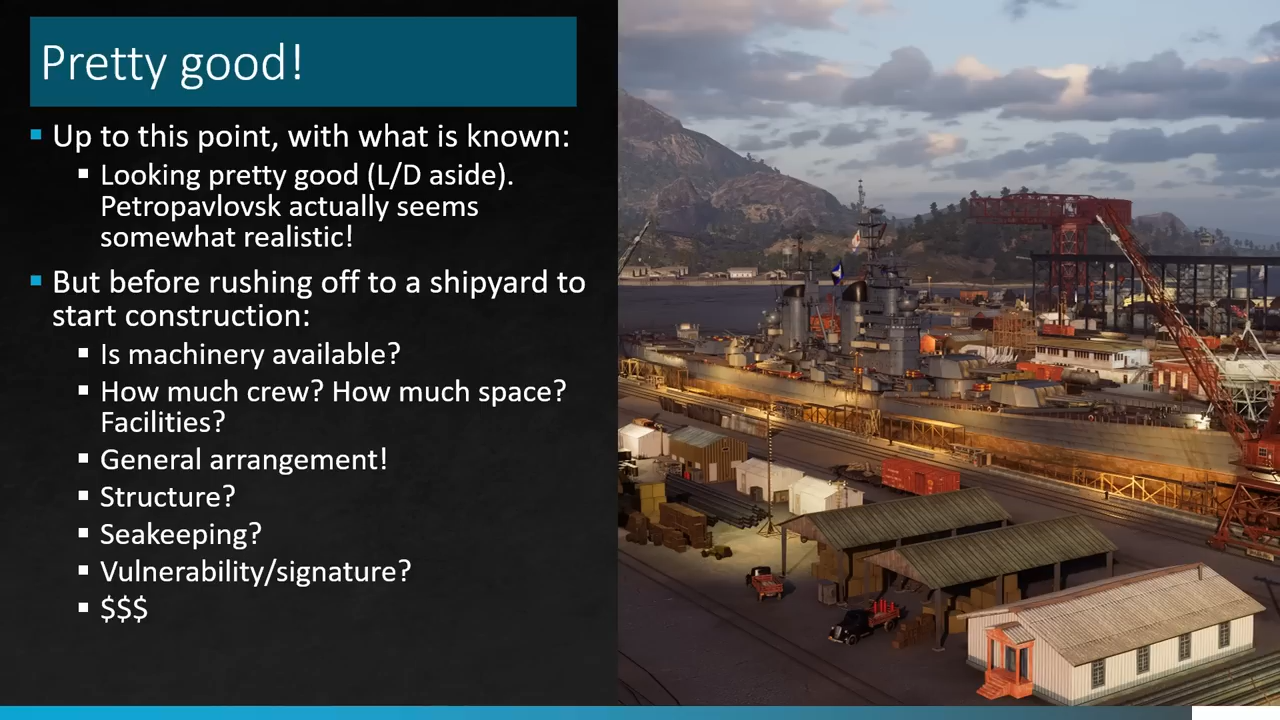 Pretty good!
Up to this point, with what is known:
Looking pretty good (L/D aside).
Petropavlovsk actually seems
somewhat realistic!
But before rushing off to a shipyard to
start construction:
Is machinery available?
How much crew? How much space?
Facilities?
General arrangement!
Structure?
Seakeeping?
Vulnerability/signature?
$$$